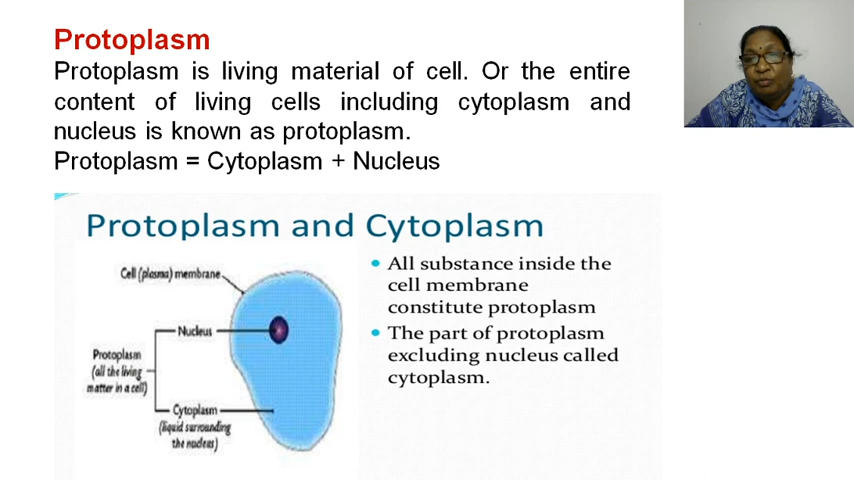 Protoplasm
Protoplasm is living material of cell. Or the entire
content of living cells including cytoplasm and
nucleus is known as protoplasm.
Protoplasm = Cytoplasm + Nucleus
Protoplasm and Cytoplasm
Cell (plasma) membrane
Nucleus
Protoplasm
(all the living
matter in a cell)
Cytoplasm
(liquid surrounding
the nucleus)
All substance inside the
cell membrane
constitute protoplasm
The part of protoplasm
excluding nucleus called
cytoplasm.